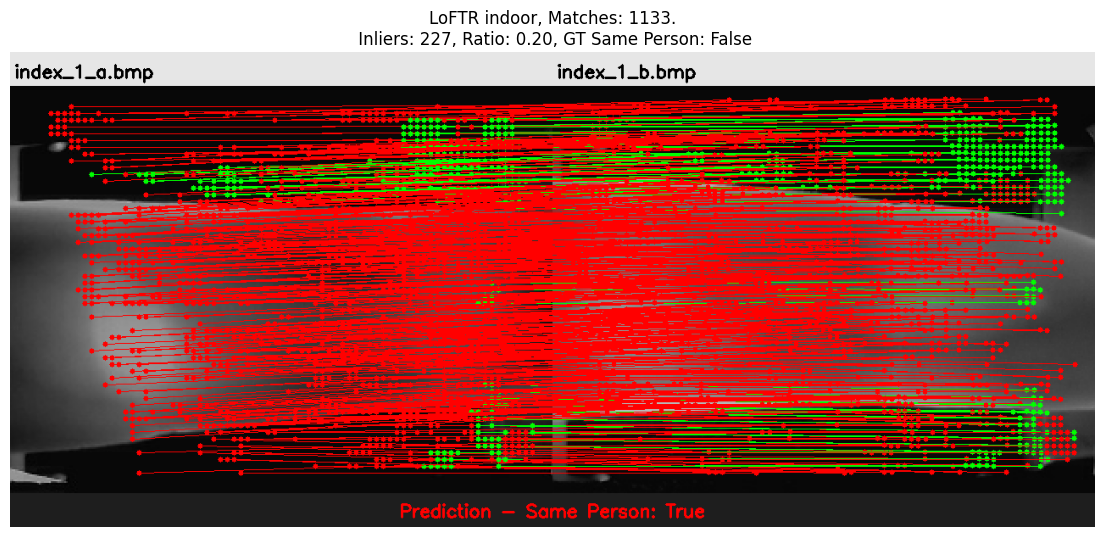 LoFTR indoor, Matches: 1133.
Inliers: 227, Ratio: 0.20, GT Same Person: False
index_1_a.bmp
index_1_b.bmp
Prediction - Same Person: True